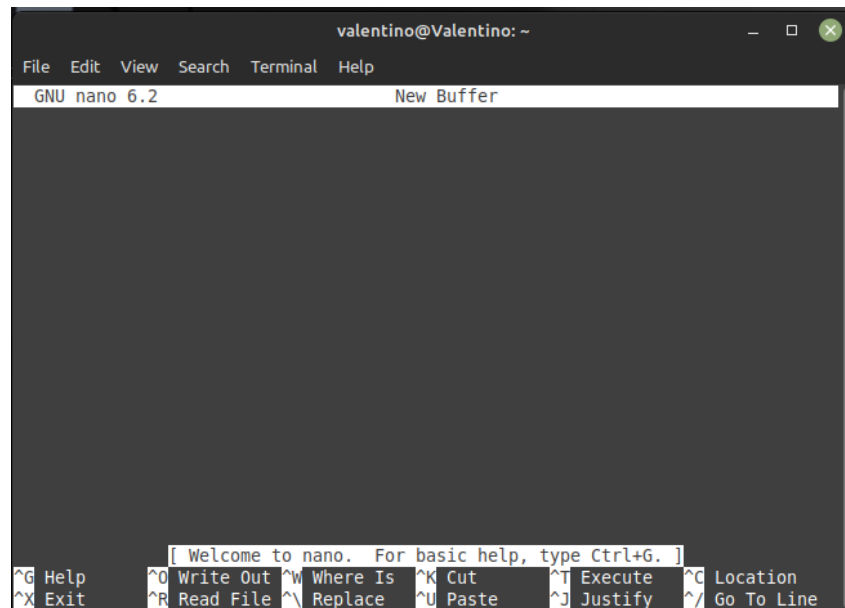 valentino@Valentino: ~
File Edit View Search Terminal Help
GNU nano 6.2 New Buffer
[ Welcome to nano.  For basic help, type Ctrl+G. ]
^G Help ^O Write Out ^W Where Is ^K Cut ^T Execute ^C Location
^X Exit ^R Read File ^\ Replace ^U Paste ^J Justify ^/ Go To Line